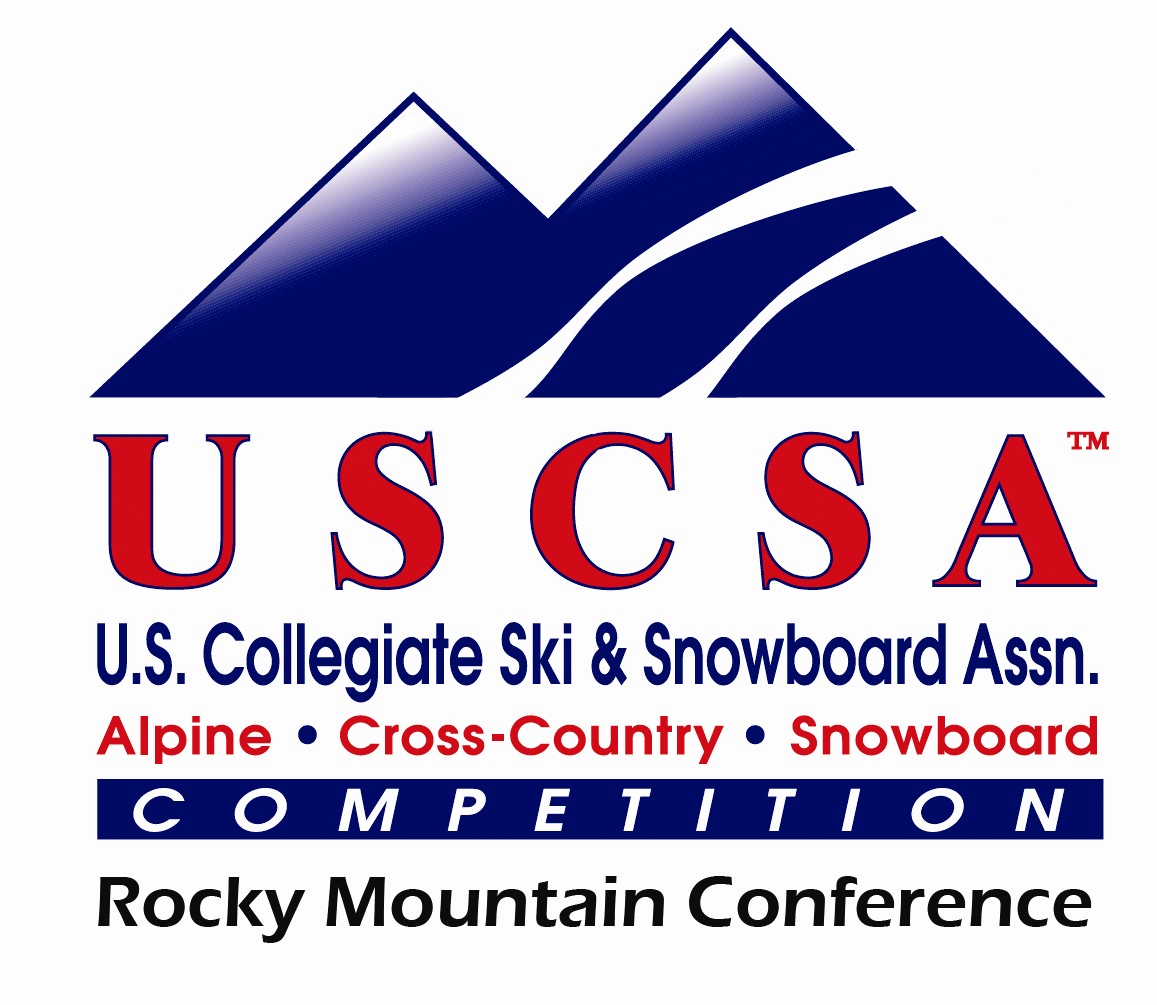 USCSA™
U.S. Collegiate Ski & Snowboard Assn.
Alpine • Cross-Country • Snowboard
COMPETITION
Rocky Mountain Conference